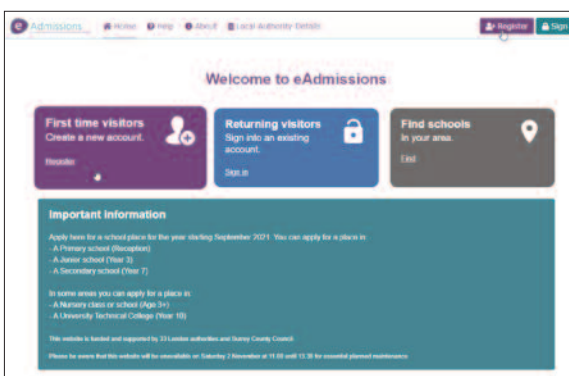 e Admissions Home Help About Local Authority Details Register Sign
Welcome to eAdmissions
First time visitors
Create a new account.
Register
Returning visitors
Sign into an existing
account.
Sign in
Find schools
in your area.
Find
Important information
Apply here for a school place for the year starting September 2021. You can apply for a place in:
- A Primary school (Reception)
- A Junior school (Year 3)
- A Secondary school (Year 7)
In some areas you can apply for a place in:
- A Nursery class or school (Age 3+)
- A University Technical College (Year 10)
This website is funded and supported by 33 London authorities and Surrey County Council.
Please be aware that this website will be unavailable on Saturday 2 November at 11:00 until 13:30 for essential planned maintenance.